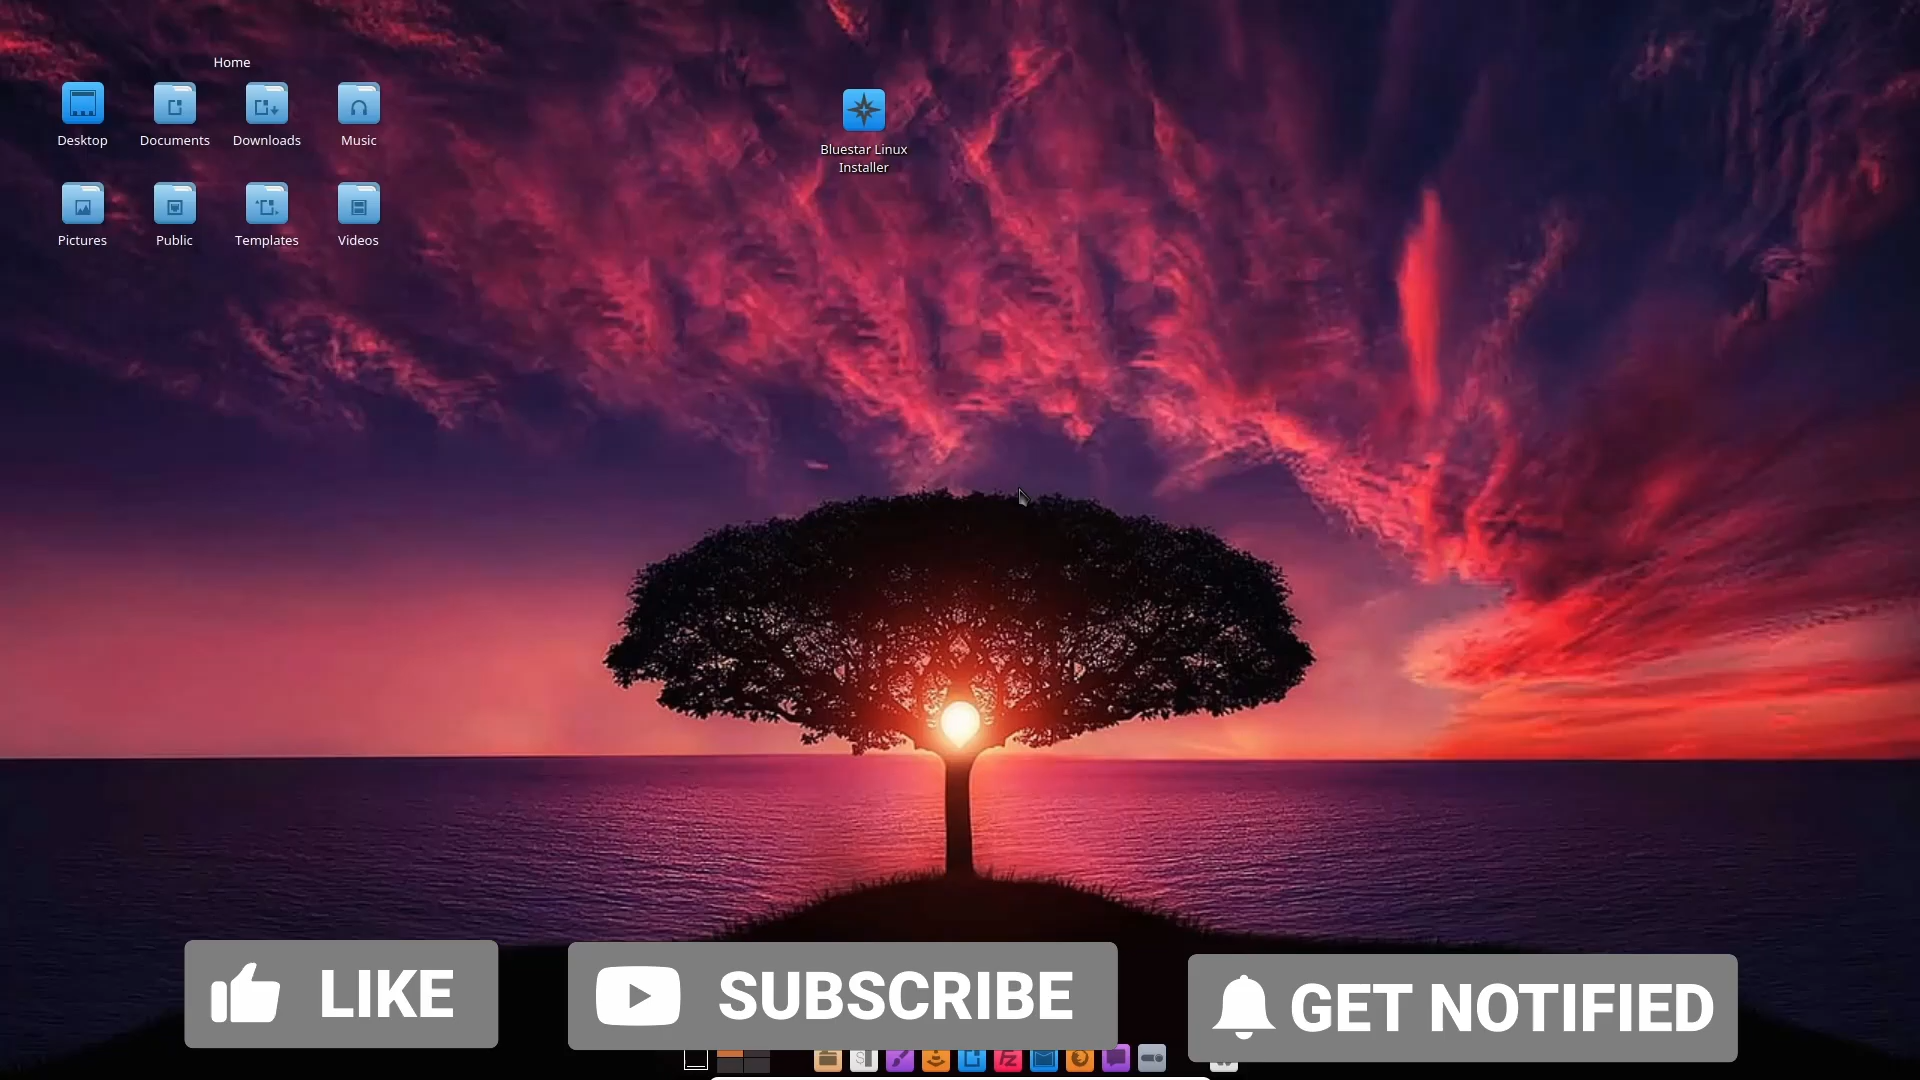 Home
Desktop
Documents
Downloads
Music
Pictures
Public
Templates
Videos
Bluestar Linux
Installer
LIKE
SUBSCRIBE
GET NOTIFIED